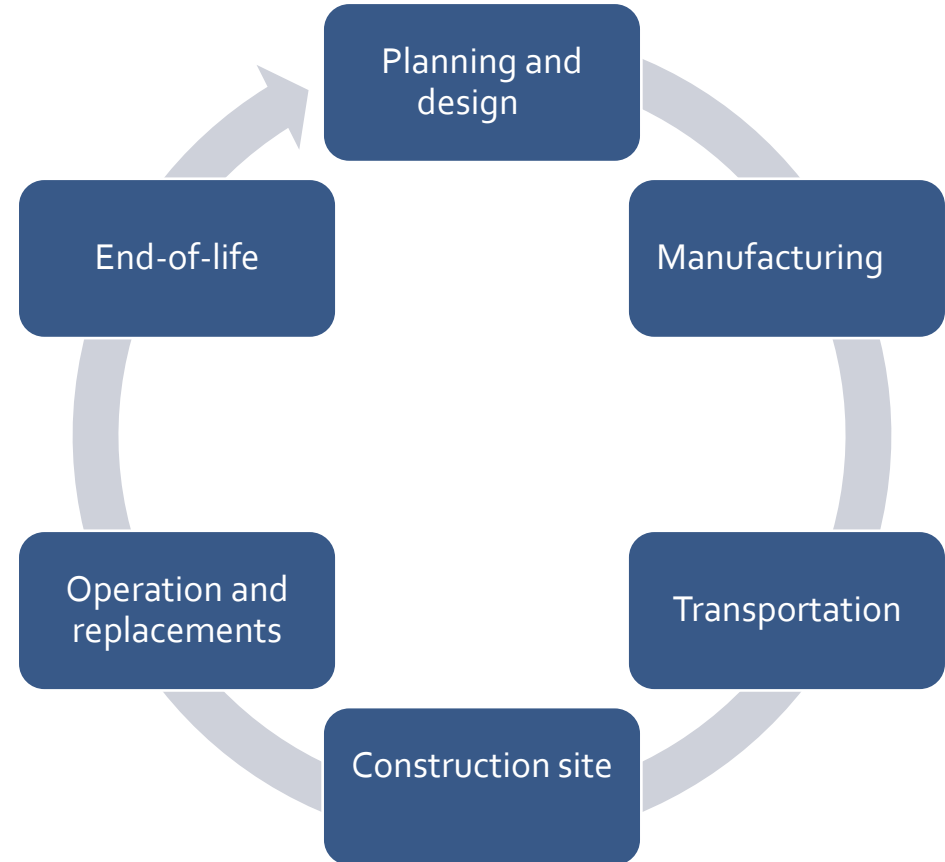 Planning and
design
Manufacturing
Transportation
Construction site
Operation and
replacements
End-of-life